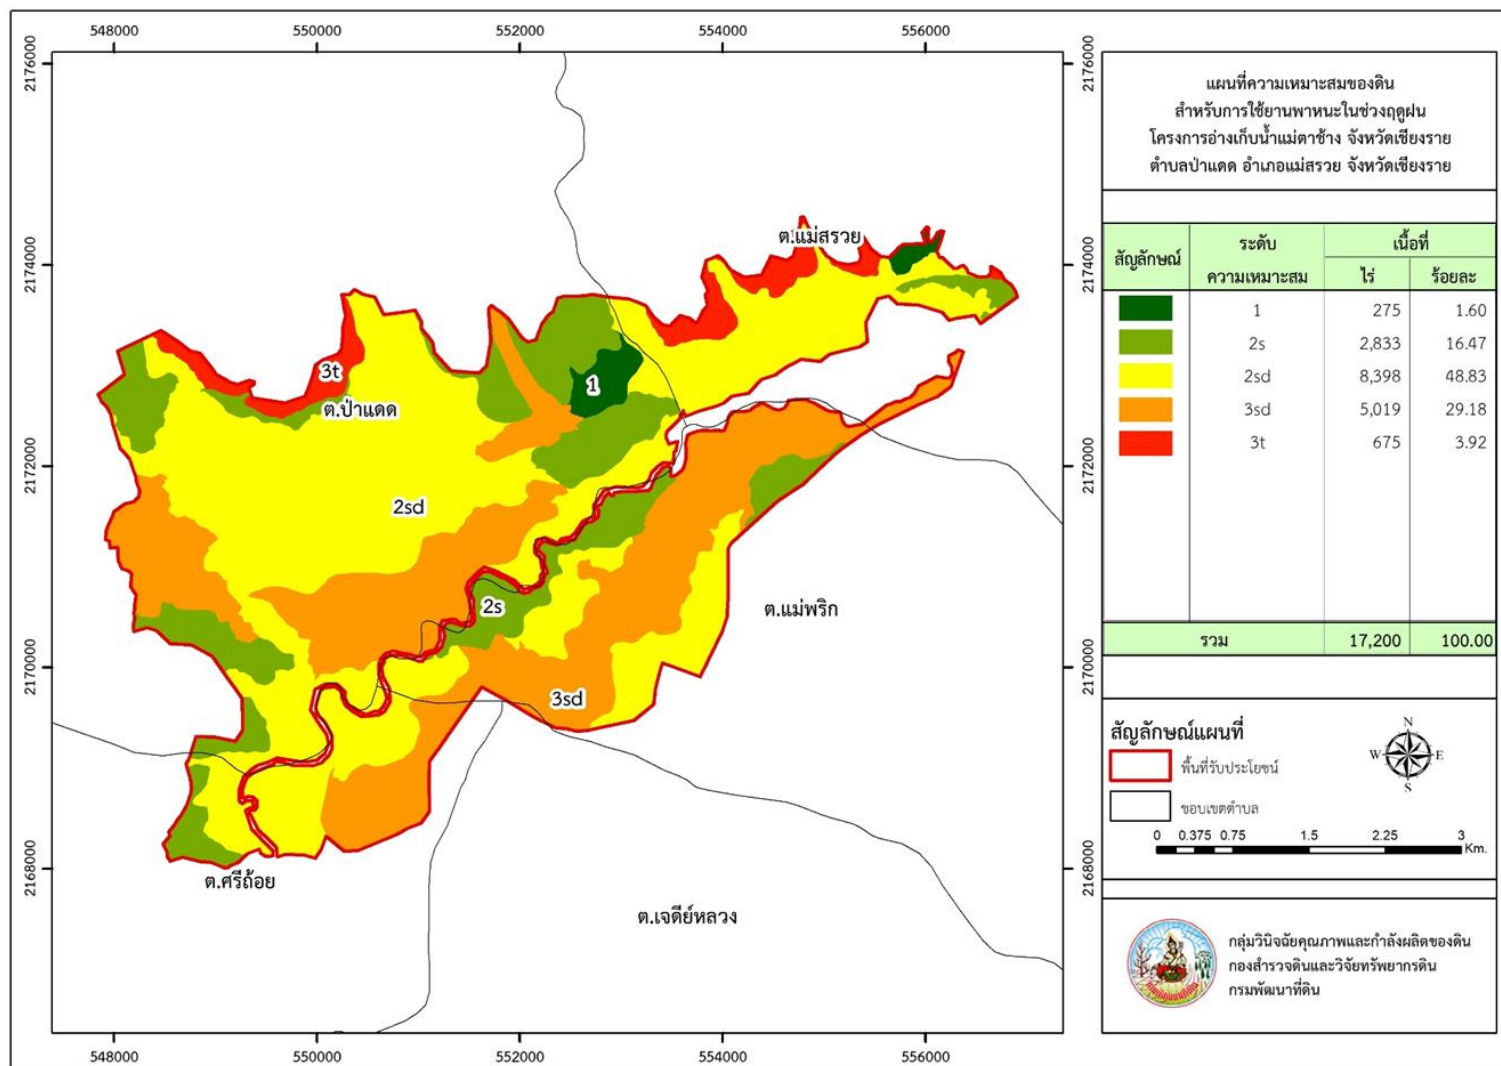 548000 550000 552000 554000 556000
2176000 2176000
2174000 2174000
2172000 2172000
2170000 2170000
2168000 2168000
ต.แม่สรวย
3t
ต.ป่าแดด
1
2sd
2s
ต.แม่พริก
3sd
ต.ศรีถ้อย
ต.เจดีย์หลวง
548000 550000 552000 554000 556000
แผนที่ความเหมาะสมของดิน
สำหรับการใช้ยานพาหนะในช่วงฤดูฝน
โครงการอ่างเก็บน้ำแม่ตาช้าง จังหวัดเชียงราย
ตำบลป่าแดด อำเภอแม่สรวย จังหวัดเชียงราย
สัญลักษณ์ ระดับ เนื้อที่
ความเหมาะสม ไร่ ร้อยละ
1 275 1.60
2s 2,833 16.47
2sd 8,398 48.83
3sd 5,019 29.18
3t 675 3.92
รวม 17,200 100.00
สัญลักษณ์แผนที่
พื้นที่รับประโยชน์
ขอบเขตตำบล
N
W E
S
0 0.375 0.75 1.5 2.25 3
Km.
กลุ่มวินิจฉัยคุณภาพและกำลังผลิตของดิน
กองสำรวจดินและวิจัยทรัพยากรดิน
กรมพัฒนาที่ดิน